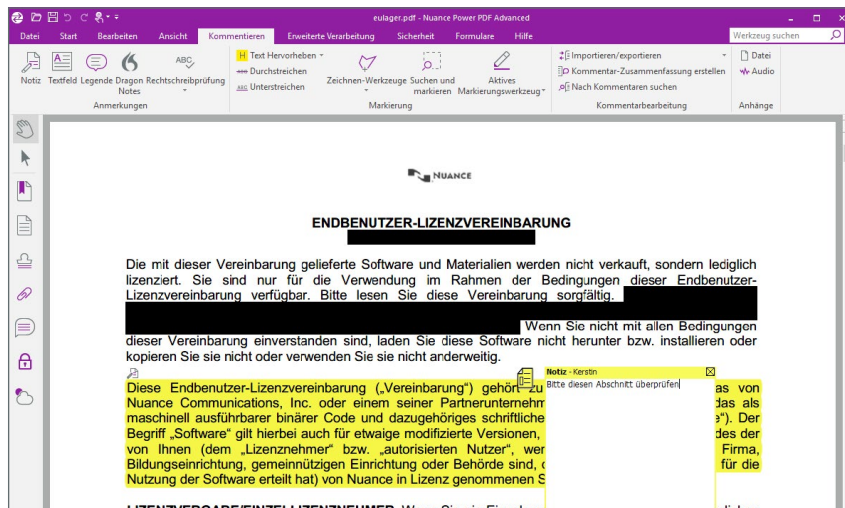 eulager.pdf - Nuance Power PDF Advanced
Datei Start Bearbeiten Ansicht Kommentieren Erweiterte Verarbeitung Sicherheit Formulare Hilfe Werkzeug suchen
Notiz Textfeld Legende Dragon Notes Rechtschreibprüfung
Anmerkungen
H Text Hervorheben
Durchstreichen
ABC Unterstreichen
Zeichnen-Werkzeuge Suchen und markieren Aktives Markierungswerkzeug
Markierung
Importieren/exportieren
Kommentar-Zusammenfassung erstellen
Nach Kommentaren suchen
Kommentarbearbeitung
Datei
Audio
Anhänge
NUANCE
ENDBENUTZER-LIZENZVEREINBARUNG
Die mit dieser Vereinbarung gelieferte Software und Materialien werden nicht verkauft, sondern lediglich
lizenziert. Sie sind nur für die Verwendung im Rahmen der Bedingungen dieser Endbenutzer-
Lizenzvereinbarung verfügbar. Bitte lesen Sie diese Vereinbarung sorgfältig.
Wenn Sie nicht mit allen Bedingungen
dieser Vereinbarung einverstanden sind, laden Sie diese Software nicht herunter bzw. installieren oder
kopieren Sie sie nicht oder verwenden Sie sie nicht anderweitig.
Notiz - Kerstin
Bitte diesen Abschnitt überprüfen
Diese Endbenutzer-Lizenzvereinbarung („Vereinbarung") gehört zu as von
Nuance Communications, Inc. oder einem seiner Partnerunternehm das als
maschinell ausführbarer binärer Code und dazugehöriges schriftliche e"). Der
Begriff „Software" gilt hierbei auch für etwaige modifizierte Versionen, des der
von Ihnen (dem „Lizenznehmer" bzw. „autorisierten Nutzer", wer Firma,
Bildungseinrichtung, gemeinnützigen Einrichtung oder Behörde sind, für die
Nutzung der Software erteilt hat) von Nuance in Lizenz genommenen S